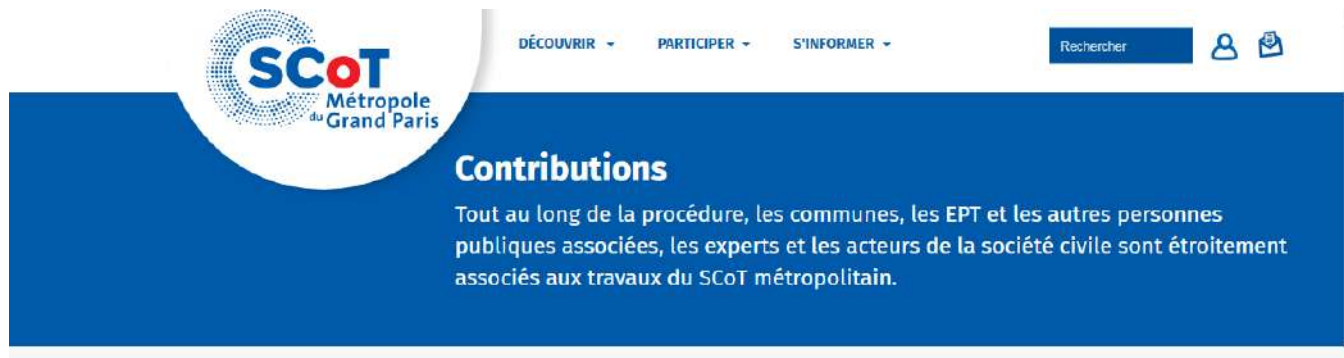 SCoT
Métropole
du Grand Paris
DÉCOUVRIR
PARTICIPER
S'INFORMER
Rechercher
Contributions
Tout au long de la procédure, les communes, les EPT et les autres personnes
publiques associées, les experts et les acteurs de la société civile sont étroitement
associés aux travaux du SCoT métropolitain.